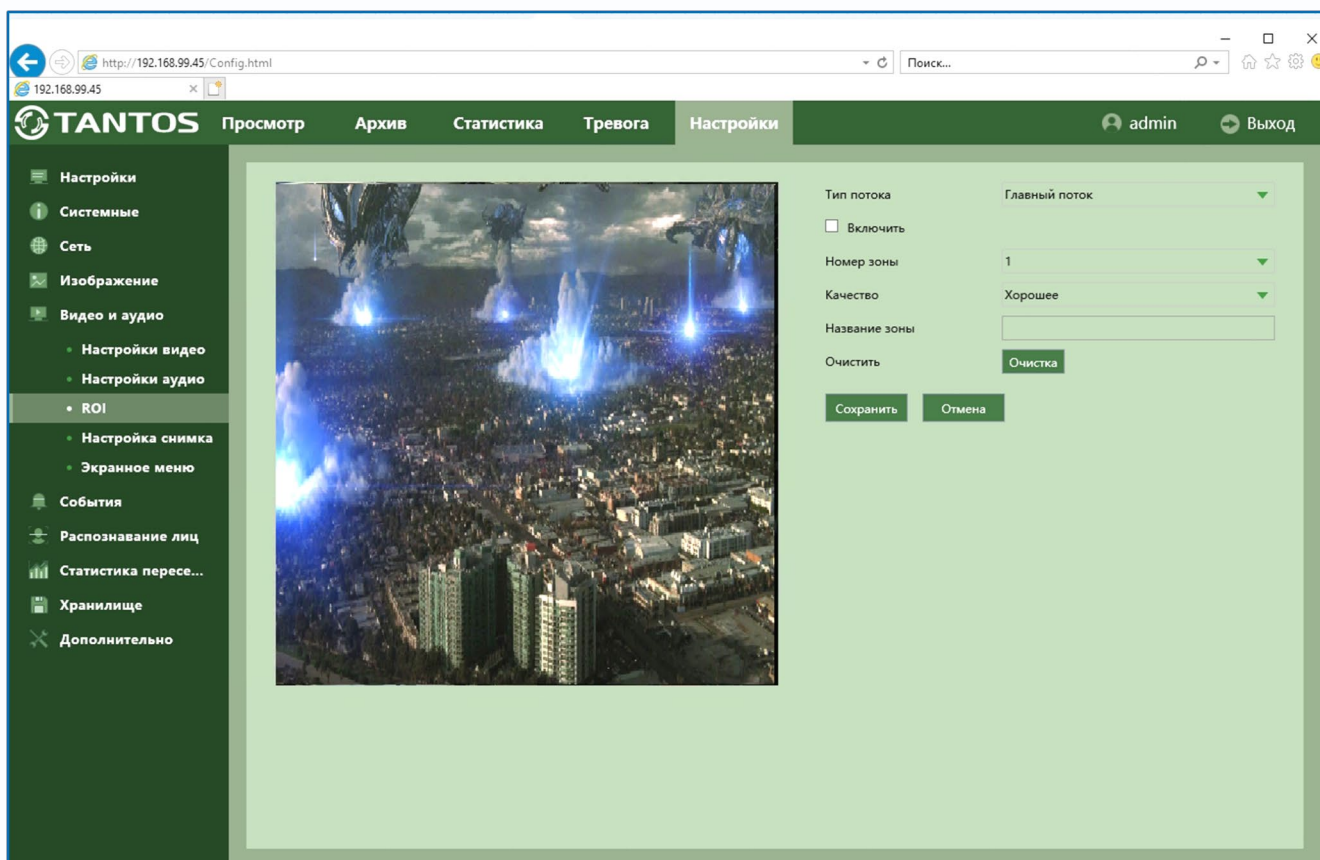 http://192.168.99.45/Config.html
Поиск...
192.168.99.45
TANTOS
Просмотр
Архив
Статистика
Тревога
Настройки
admin
Выход
Настройки
Системные
Сеть
Изображение
Видео и аудио
Настройки видео
Настройки аудио
ROI
Настройка снимка
Экранное меню
События
Распознавание лиц
Статистика пересе...
Хранилище
Дополнительно
Тип потока
Главный поток
Включить
Номер зоны
1
Качество
Хорошее
Название зоны
Очистить
Очистка
Сохранить
Отмена